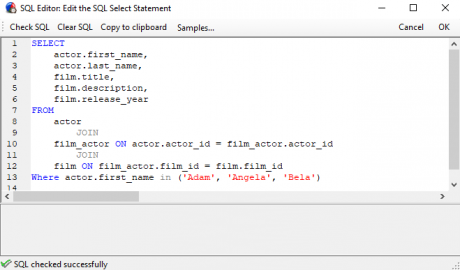 SQL Editor: Edit the SQL Select Statement
Check SQL Clear SQL Copy to clipboard Samples... Cancel OK
1 SELECT
2 actor.first_name,
3 actor.last_name,
4 film.title,
5 film.description,
6 film.release_year
7 FROM
8 actor
9 JOIN
10 film_actor ON actor.actor_id = film_actor.actor_id
11 JOIN
12 film ON film_actor.film_id = film.film_id
13 Where actor.first_name in ('Adam', 'Angela', 'Bela')
14
SQL checked successfully